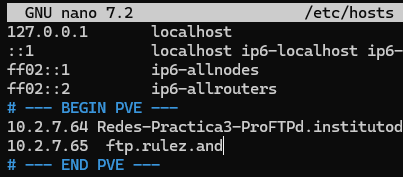 GNU nano 7.2 /etc/hosts
127.0.0.1 localhost
::1 localhost ip6-localhost ip6-
ff02::1 ip6-allnodes
ff02::2 ip6-allrouters
# --- BEGIN PVE ---
10.2.7.64 Redes-Practica3-ProFTPd.institutod
10.2.7.65 ftp.rulez.and
# --- END PVE ---